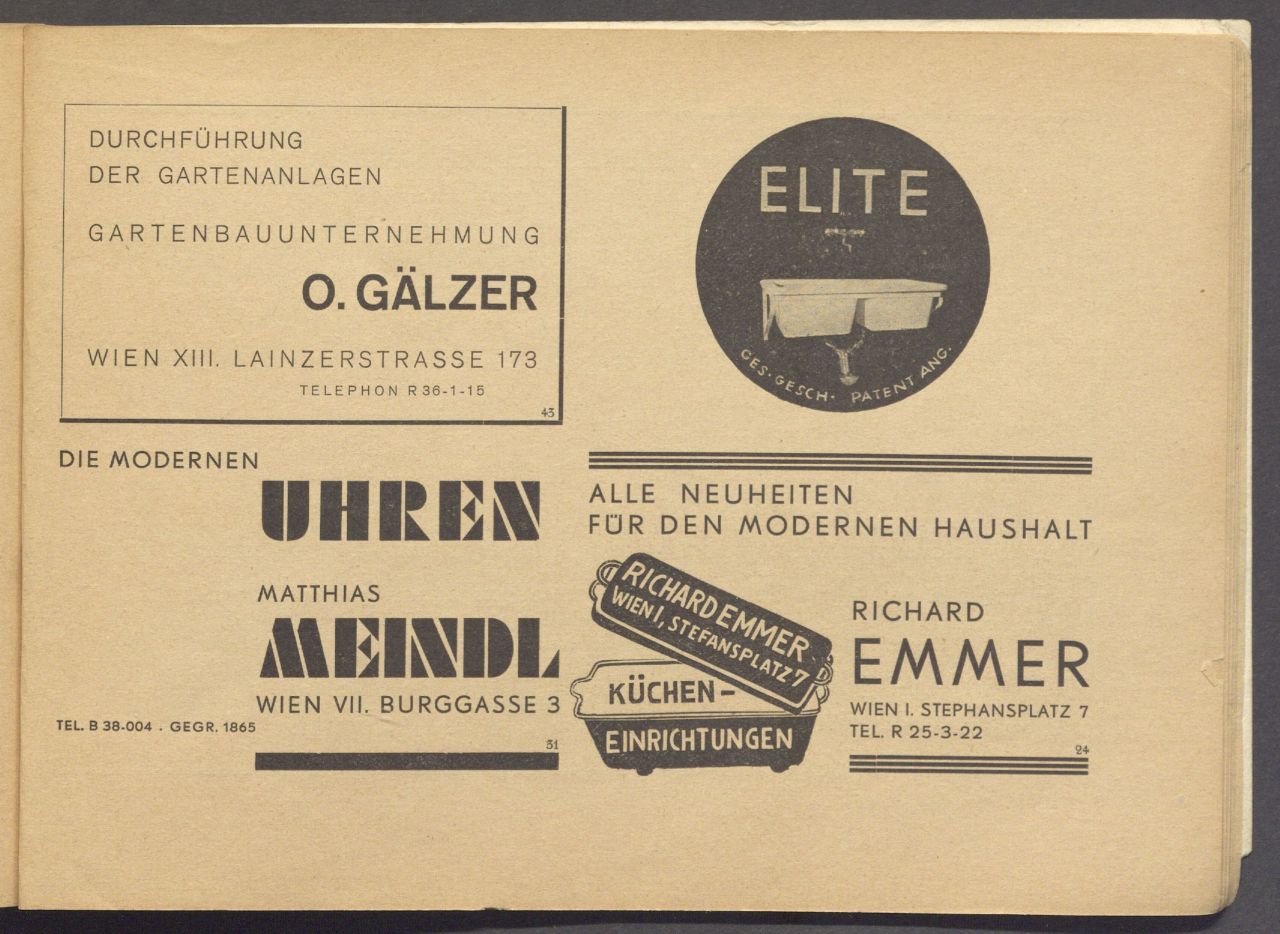 DURCHFÜHRUNG
DER GARTENANLAGEN
GARTENBAUUNTERNEHMUNG
O. GÄLZER
WIEN XIII. LAINZERSTRASSE 173
TELEPHON R 36-1-15
43
DIE MODERNEN
UHREN
MATTHIAS
MEINDL
WIEN VII. BURGGASSE 3
TEL. B 38-004 . GEGR. 1865
31
ELITE
GES. GESCH. PATENT ANG.
ALLE NEUHEITEN
FÜR DEN MODERNEN HAUSHALT
RICHARD EMMER
WIEN I, STEFANSPLATZ 7
KÜCHEN-
EINRICHTUNGEN
RICHARD
EMMER
WIEN I. STEPHANSPLATZ 7
TEL. R 25-3-22
24